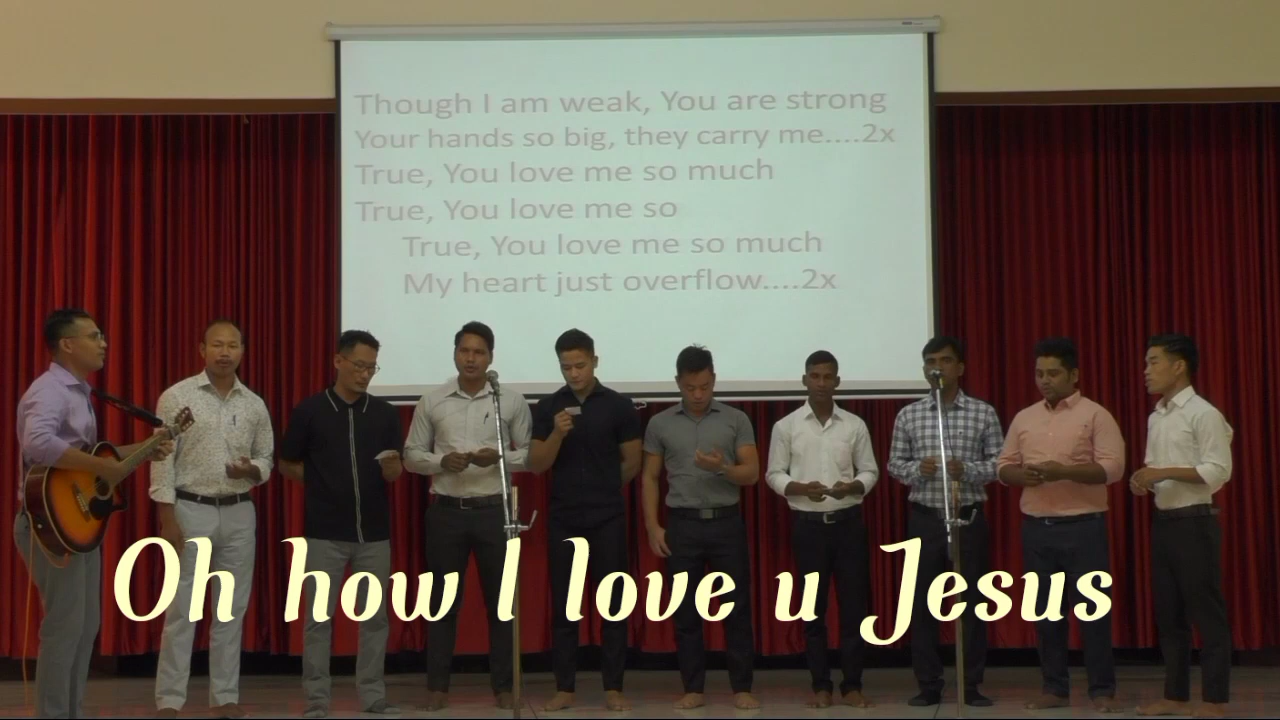 Though I am weak, You are strong
Your hands so big, they carry me....2x
True, You love me so much
True, You love me so
True, You love me so much
My heart just overflow....2x
Oh how I love u Jesus